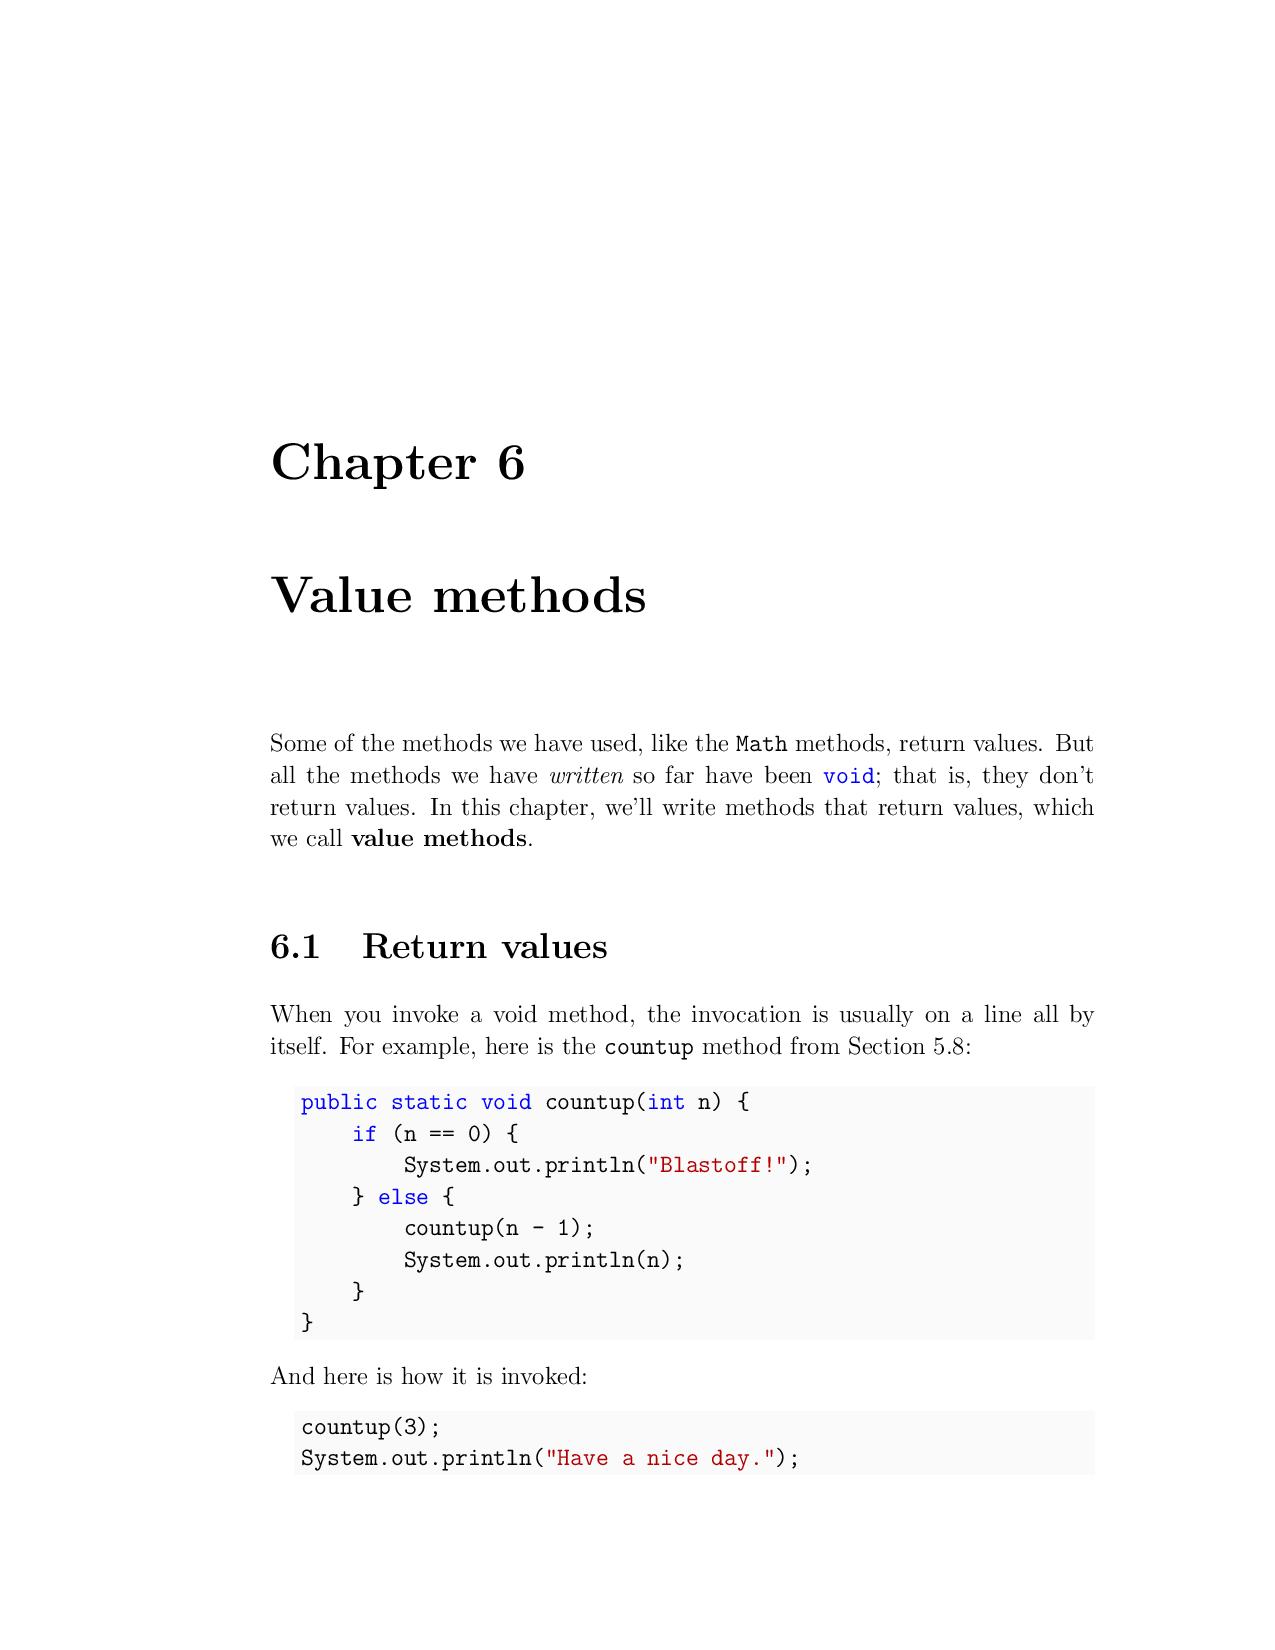 Chapter 6
Value methods
Some of the methods we have used, like the Math methods, return values. But
all the methods we have written so far have been void; that is, they don't
return values. In this chapter, we'll write methods that return values, which
we call value methods.
6.1 Return values
When you invoke a void method, the invocation is usually on a line all by
itself. For example, here is the countup method from Section 5.8:
public static void countup(int n) {
    if (n == 0) {
        System.out.println("Blastoff!");
    } else {
        countup(n - 1);
        System.out.println(n);
    }
}
And here is how it is invoked:
countup(3);
System.out.println("Have a nice day.");